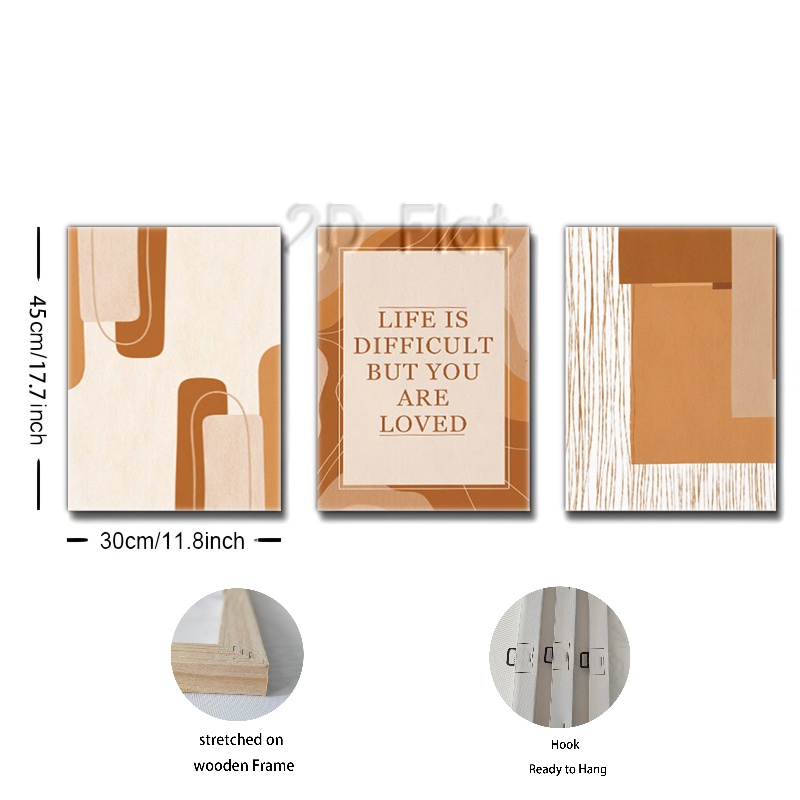 2D Flat
45cm/17.7inch
LIFE IS
DIFFICULT
BUT YOU
ARE
LOVED
30cm/11.8inch
stretched on
wooden Frame
Hook
Ready to Hang